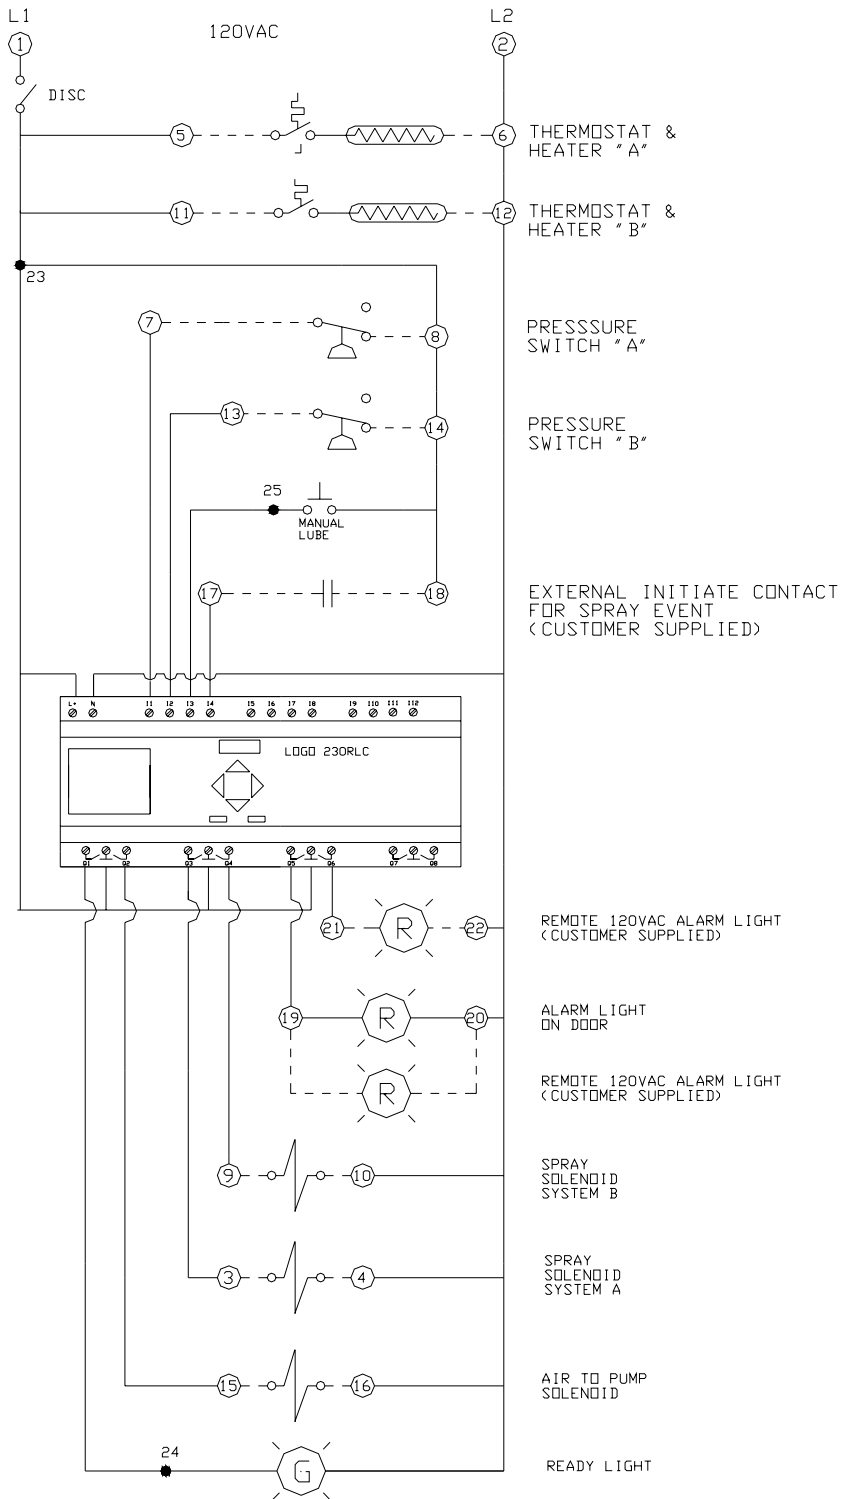 L1
120VAC
L2
1
2
DISC
5
6
THERMOSTAT &
HEATER "A"
11
12
THERMOSTAT &
HEATER "B"
23
7
8
PRESSSURE
SWITCH "A"
13
14
PRESSURE
SWITCH "B"
25
MANUAL
LUBE
17
18
EXTERNAL INITIATE CONTACT
FOR SPRAY EVENT
(CUSTOMER SUPPLIED)
L+ N I1 I2 I3 I4 I5 I6 I7 I8 I9 I10 I11 I12
LOGO 230RLC
Q1 Q2 Q3 Q4 Q5 Q6 Q7 Q8
21
R
22
REMOTE 120VAC ALARM LIGHT
(CUSTOMER SUPPLIED)
19
R
20
ALARM LIGHT
ON DOOR
R
REMOTE 120VAC ALARM LIGHT
(CUSTOMER SUPPLIED)
9
10
SPRAY
SOLENOID
SYSTEM B
3
4
SPRAY
SOLENOID
SYSTEM A
15
16
AIR TO PUMP
SOLENOID
24
G
READY LIGHT